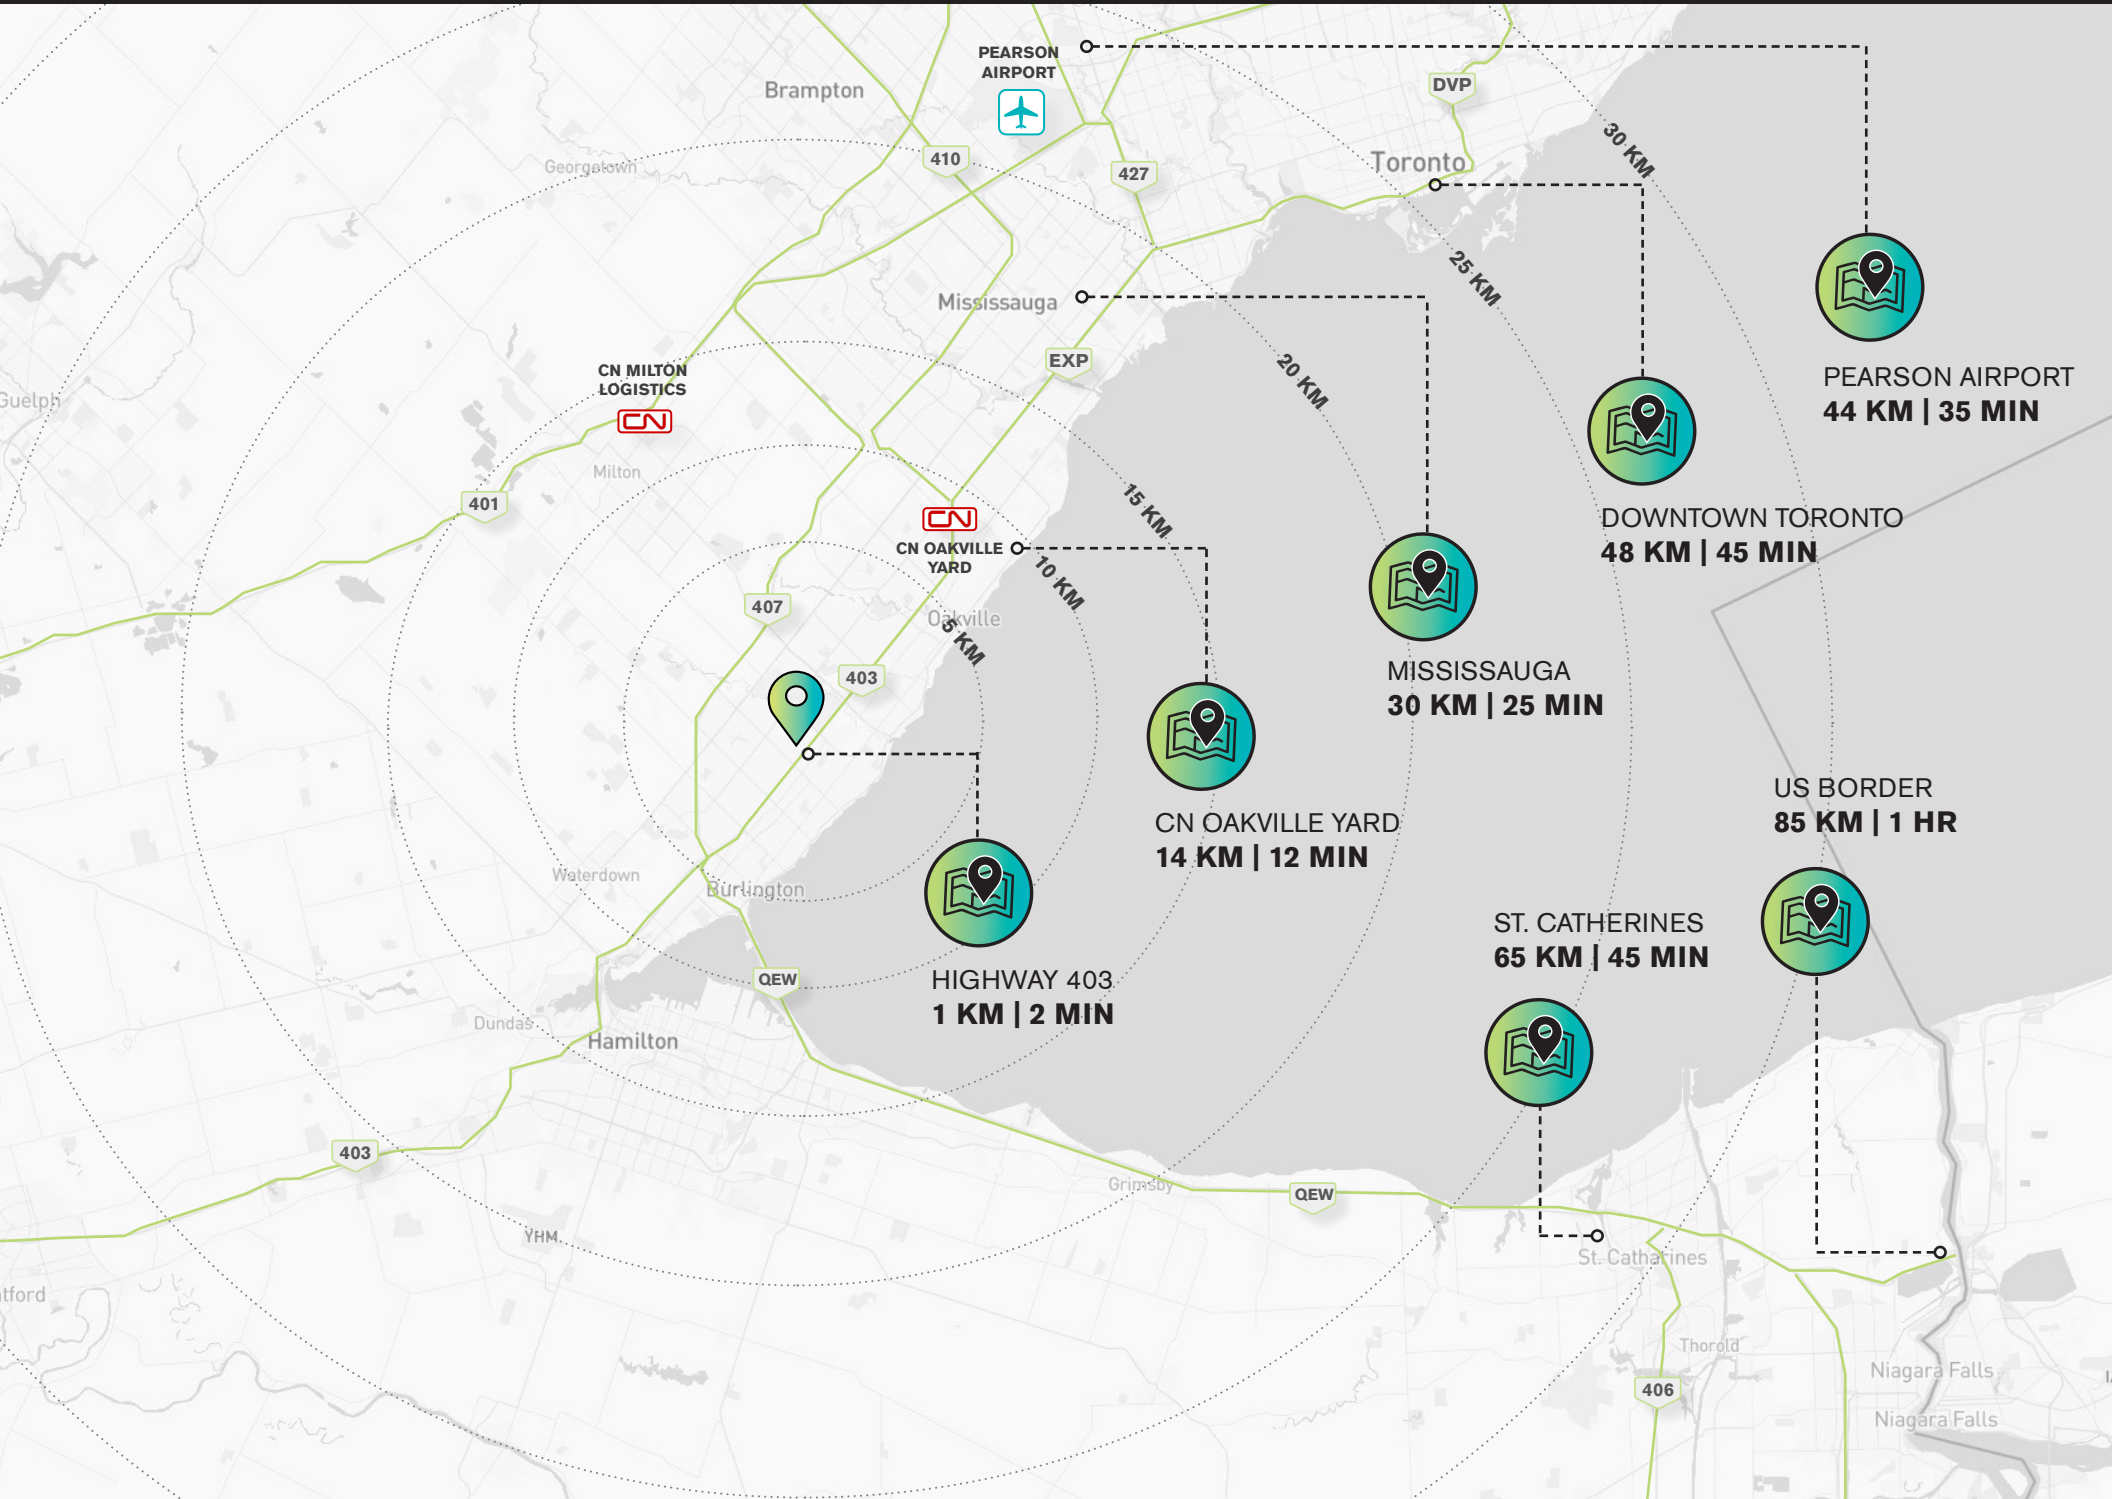 PEARSON
AIRPORT
Brampton
DVP
Georgetown
410
427
Toronto
30 KM
25 KM
Mississauga
EXP
20 KM
CN MILTON
LOGISTICS
CN
Guelph
Milton
401
15 KM
CN
CN OAKVILLE
YARD
10 KM
407
Oakville
5 KM
403
PEARSON AIRPORT
44 KM | 35 MIN
DOWNTOWN TORONTO
48 KM | 45 MIN
MISSISSAUGA
30 KM | 25 MIN
US BORDER
85 KM | 1 HR
CN OAKVILLE YARD
14 KM | 12 MIN
Waterdown
Burlington
ST. CATHERINES
65 KM | 45 MIN
HIGHWAY 403
1 KM | 2 MIN
QEW
Dundas
Hamilton
403
Grimsby
QEW
YHM
St. Catharines
tford
Thorold
Niagara Falls
406
Niagara Falls